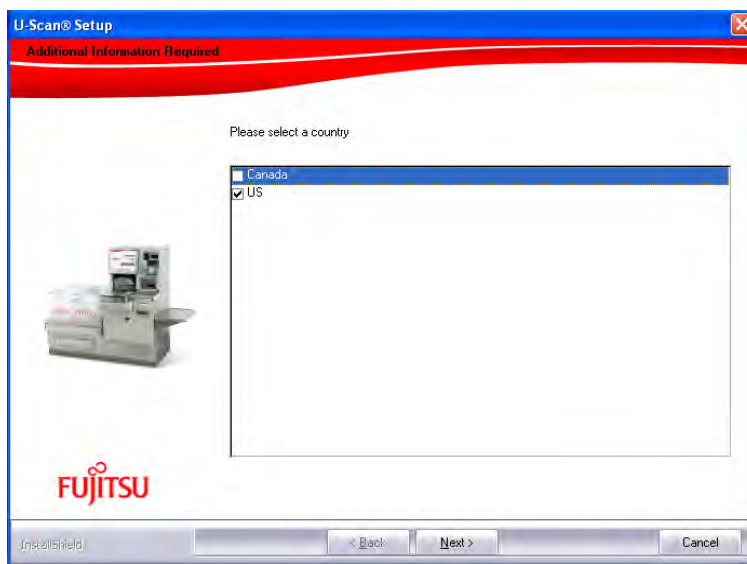 U-Scan® Setup
Additional Information Required
Please select a country
Canada
US
FUJITSU
InstallShield
< Back
Next >
Cancel